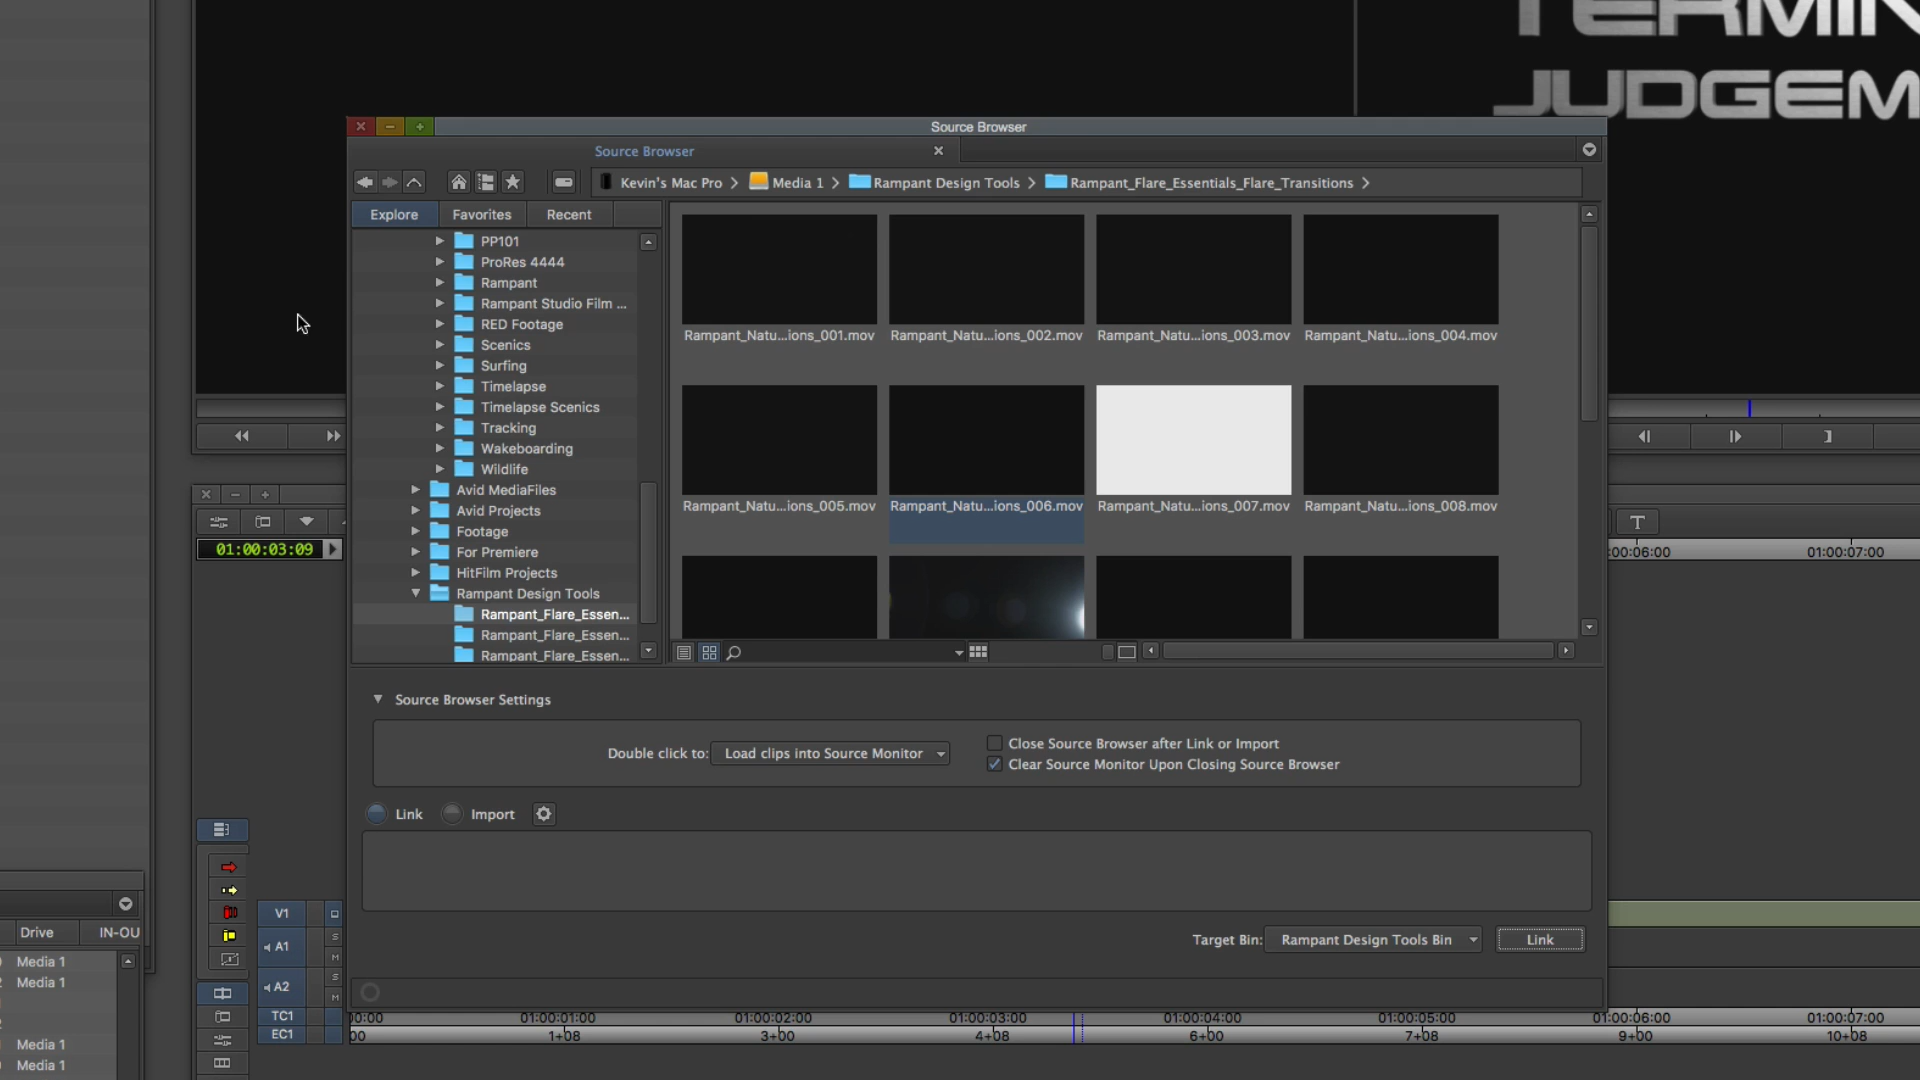 TERMIN
JUDGEM
Source Browser
Source Browser
Kevin's Mac Pro
Media 1
Rampant Design Tools
Rampant_Flare_Essentials_Flare_Transitions
Explore
Favorites
Recent
PP101
ProRes 4444
Rampant
Rampant Studio Film ...
RED Footage
Scenics
Surfing
Timelapse
Timelapse Scenics
Tracking
Wakeboarding
Wildlife
Avid MediaFiles
Avid Projects
Footage
For Premiere
HitFilm Projects
Rampant Design Tools
Rampant_Flare_Essen...
Rampant_Flare_Essen...
Rampant_Flare_Essen...
Rampant_Natu...ions_001.mov
Rampant_Natu...ions_002.mov
Rampant_Natu...ions_003.mov
Rampant_Natu...ions_004.mov
Rampant_Natu...ions_005.mov
Rampant_Natu...ions_006.mov
Rampant_Natu...ions_007.mov
Rampant_Natu...ions_008.mov
T
01:00:03:09
:00:06:00
01:00:07:00
Source Browser Settings
Double click to:
Load clips into Source Monitor
Close Source Browser after Link or Import
Clear Source Monitor Upon Closing Source Browser
Link
Import
Target Bin:
Rampant Design Tools Bin
Link
Drive
IN-OU
Media 1
Media 1
Media 1
Media 1
V1
A1
S
M
A2
S
M
TC1
EC1
00:00
01:00:01:00
01:00:02:00
01:00:03:00
01:00:04:00
01:00:05:00
01:00:06:00
01:00:07:00
00
1+08
3+00
4+08
6+00
7+08
9+00
10+08